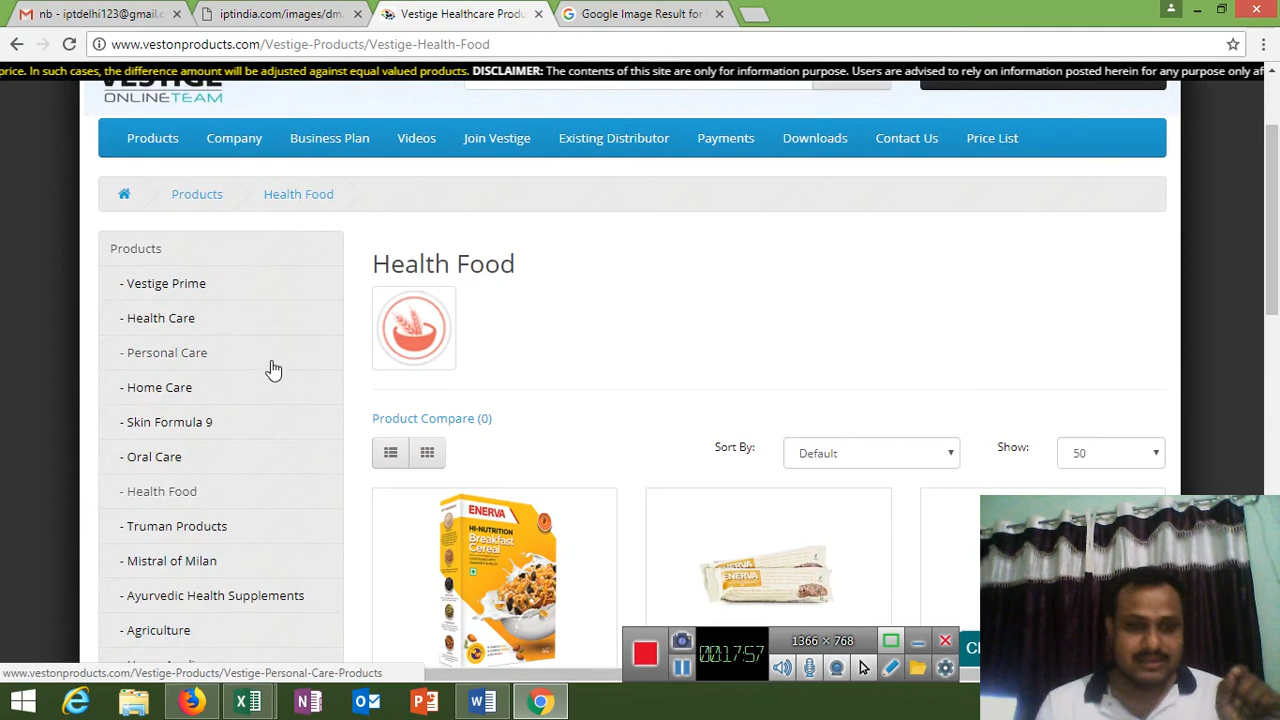 nb - iptdelhi123@gmail.c
iptindia.com/images/dm
Vestige Healthcare Produ
Google Image Result for
www.vestonproducts.com/Vestige-Products/Vestige-Health-Food
price. In such cases, the difference amount will be adjusted against equal valued products. DISCLAIMER: The contents of this site are only for information purpose. Users are advised to rely on information posted herein for any purpose only af
VESTIGE
ONLINETEAM
Products Company Business Plan Videos Join Vestige Existing Distributor Payments Downloads Contact Us Price List
Products Health Food
Products
- Vestige Prime
- Health Care
- Personal Care
- Home Care
- Skin Formula 9
- Oral Care
- Health Food
- Truman Products
- Mistral of Milan
- Ayurvedic Health Supplements
- Agriculture
Health Food
Product Compare (0)
Sort By: Default Show: 50
ENERVA
HI-NUTRITION
Breakfast
Cereal
ENERVA
ENERVA
1366 × 768
00:17:57
www.vestonproducts.com/Vestige-Products/Vestige-Personal-Care-Products